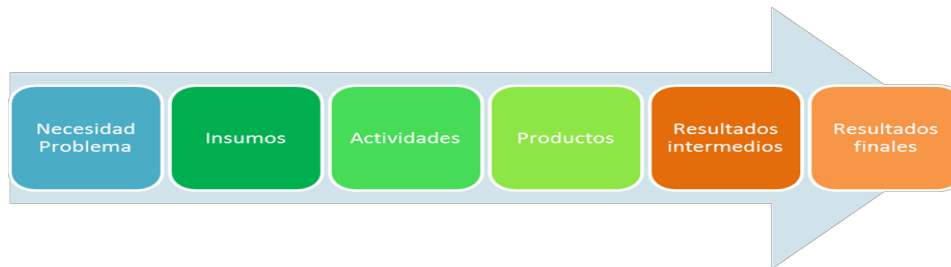 Necesidad
Problema
Insumos
Actividades
Productos
Resultados
intermedios
Resultados
finales